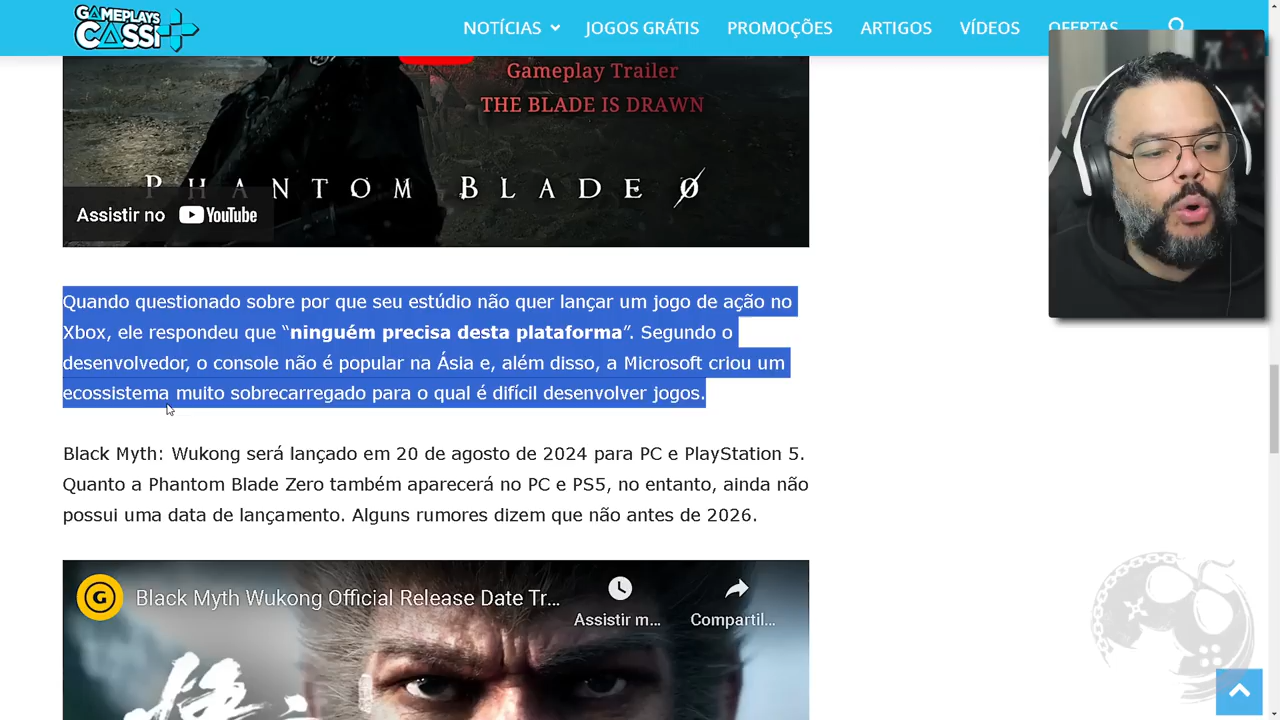 GAMEPLAYS
CASSI
NOTÍCIAS
JOGOS GRÁTIS
PROMOÇÕES
ARTIGOS
VÍDEOS
OFERTAS
Gameplay Trailer
THE BLADE IS DRAWN
PHANTOM BLADE 0
Assistir no YouTube
Quando questionado sobre por que seu estúdio não quer lançar um jogo de ação no
Xbox, ele respondeu que “ninguém precisa desta plataforma”. Segundo o
desenvolvedor, o console não é popular na Ásia e, além disso, a Microsoft criou um
ecossistema muito sobrecarregado para o qual é difícil desenvolver jogos.
Black Myth: Wukong será lançado em 20 de agosto de 2024 para PC e PlayStation 5.
Quanto a Phantom Blade Zero também aparecerá no PC e PS5, no entanto, ainda não
possui uma data de lançamento. Alguns rumores dizem que não antes de 2026.
G
Black Myth Wukong Official Release Date Tr...
Assistir m...
Compartil...